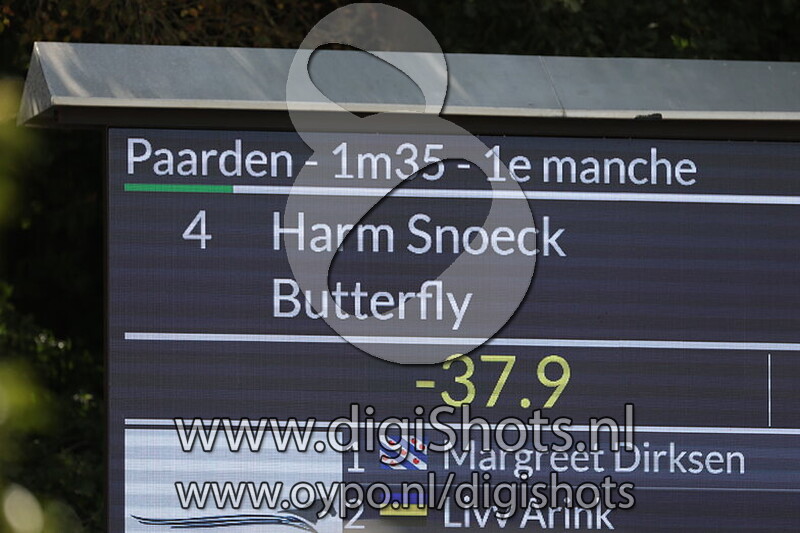 Paarden - 1m35 - 1e manche
4 Harm Snoeck
Butterfly
-37.9
www.digiShots.nl
1 Margreet Dirksen
www.oypo.nl/digishots
2 Livv Arink